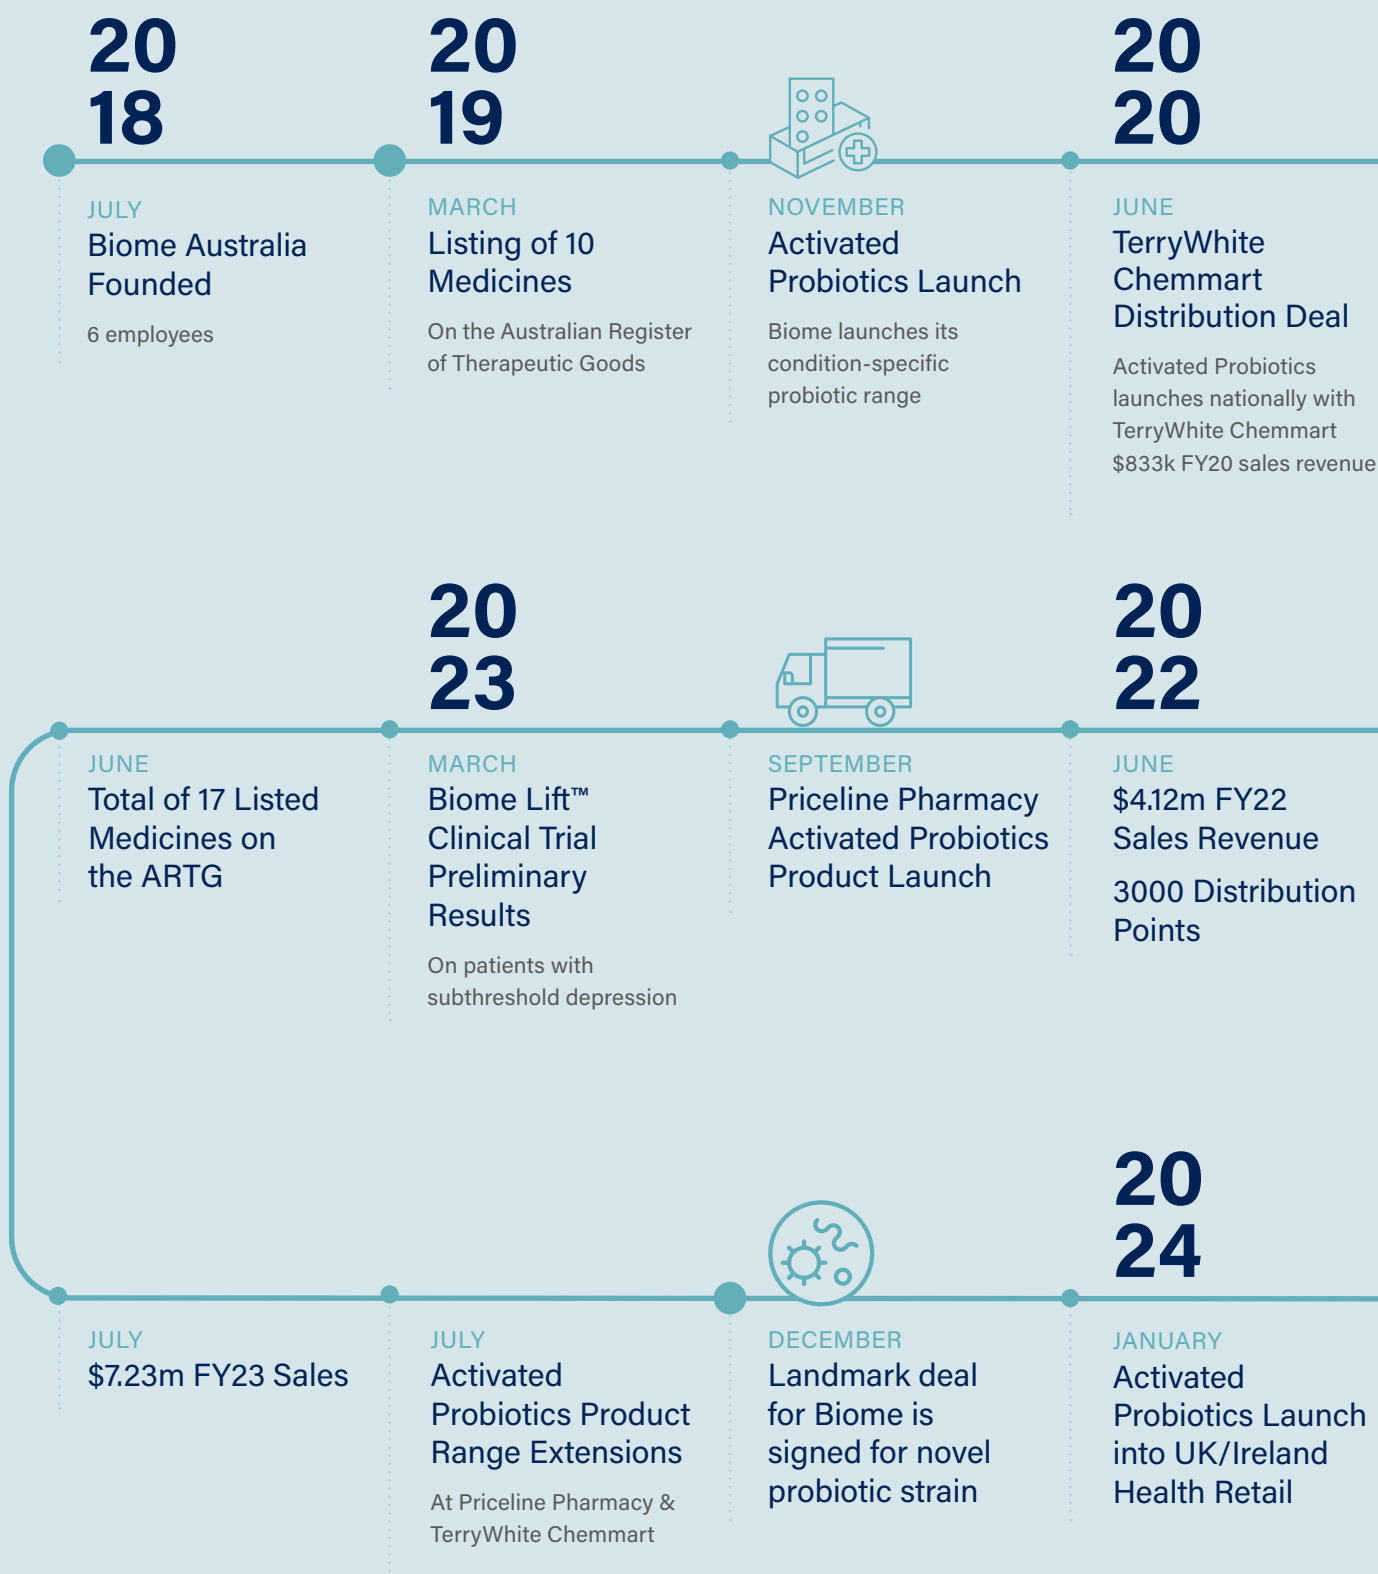 20
18
JULY
Biome Australia
Founded
6 employees
20
19
MARCH
Listing of 10
Medicines
On the Australian Register
of Therapeutic Goods
NOVEMBER
Activated
Probiotics Launch
Biome launches its
condition-specific
probiotic range
20
20
JUNE
TerryWhite
Chemmart
Distribution Deal
Activated Probiotics
launches nationally with
TerryWhite Chemmart
$833k FY20 sales revenue
JUNE
Total of 17 Listed
Medicines on
the ARTG
20
23
MARCH
Biome Lift™
Clinical Trial
Preliminary
Results
On patients with
subthreshold depression
SEPTEMBER
Priceline Pharmacy
Activated Probiotics
Product Launch
20
22
JUNE
$4.12m FY22
Sales Revenue
3000 Distribution
Points
JULY
$7.23m FY23 Sales
JULY
Activated
Probiotics Product
Range Extensions
At Priceline Pharmacy &
TerryWhite Chemmart
DECEMBER
Landmark deal
for Biome is
signed for novel
probiotic strain
20
24
JANUARY
Activated
Probiotics Launch
into UK/Ireland
Health Retail